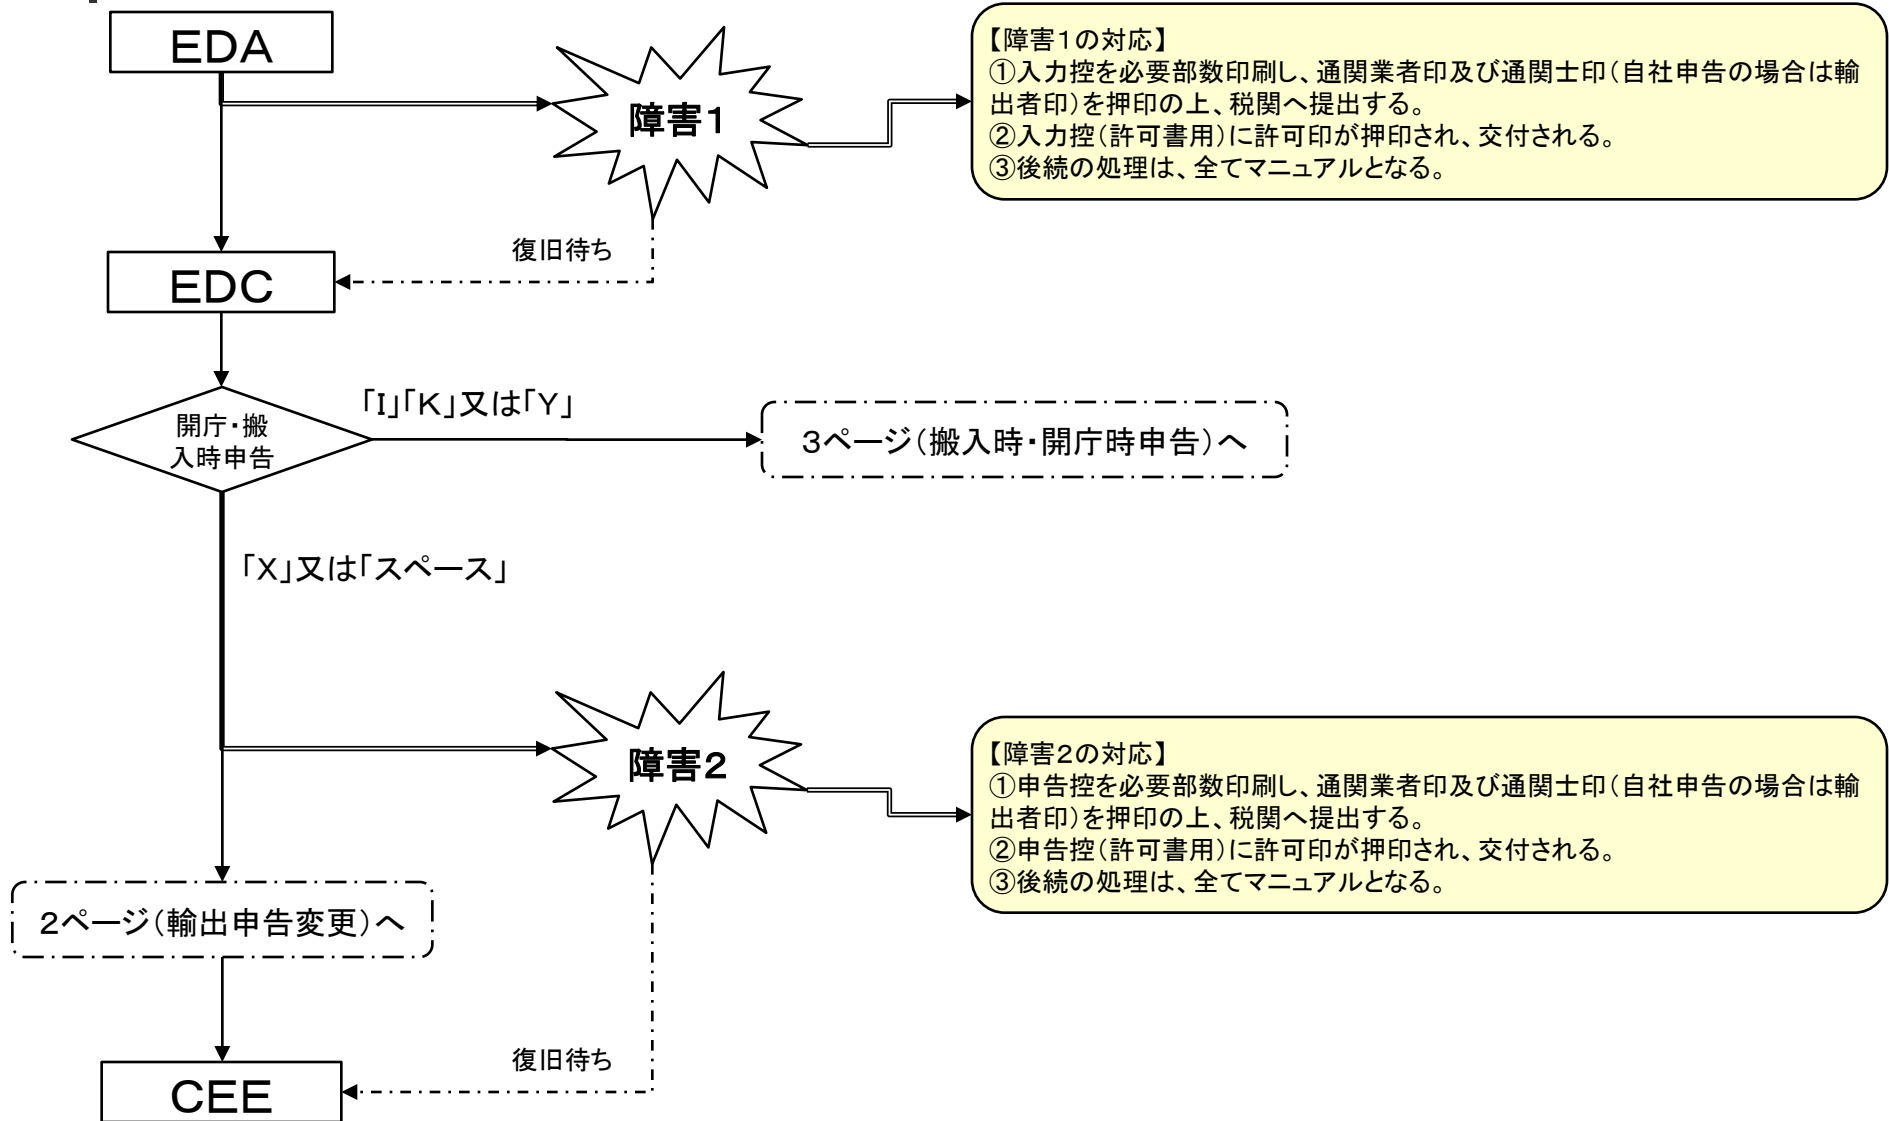 EDA
障害1
【障害1の対応】
①入力控を必要部数印刷し、通関業者印及び通関士印(自社申告の場合は輸
出者印)を押印の上、税関へ提出する。
②入力控(許可書用)に許可印が押印され、交付される。
③後続の処理は、全てマニュアルとなる。
復旧待ち
EDC
「I」「K」又は「Y」
開庁・搬
入時申告
3ページ(搬入時・開庁時申告)へ
「X」又は「スペース」
障害2
【障害2の対応】
①申告控を必要部数印刷し、通関業者印及び通関士印(自社申告の場合は輸
出者印)を押印の上、税関へ提出する。
②申告控(許可書用)に許可印が押印され、交付される。
③後続の処理は、全てマニュアルとなる。
2ページ(輸出申告変更)へ
復旧待ち
CEE